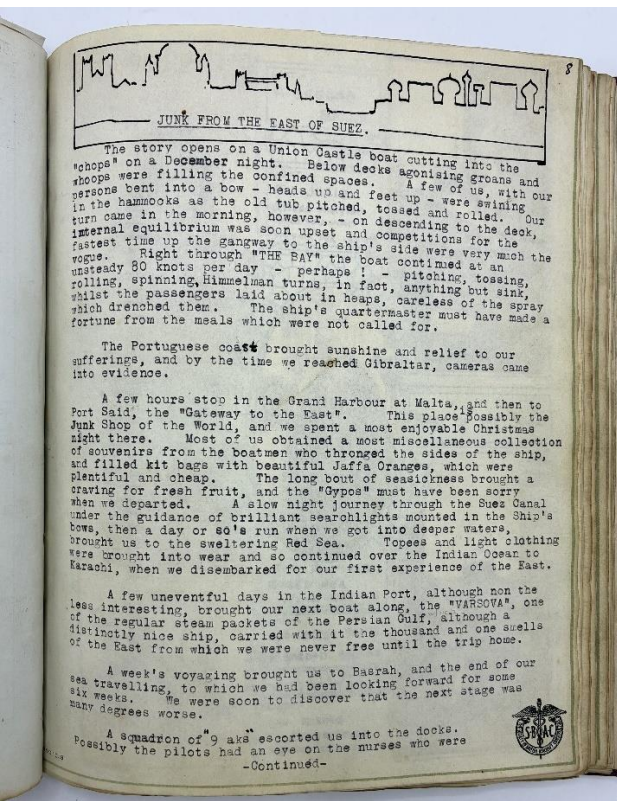 8
JUNK FROM THE EAST OF SUEZ.
The story opens on a Union Castle boat cutting into the
"chops" on a December night. Below decks agonising groans and
whoops were filling the confined spaces. A few of us, with our
persons bent into a bow - heads up and feet up - were swining
in the hammocks as the old tub pitched, tossed and rolled. Our
turn came in the morning, however, - on descending to the deck,
internal equilibrium was soon upset and competitions for the
fastest time up the gangway to the ship's side were very much the
vogue. Right through "THE BAY" the boat continued at an
unsteady 80 knots per day - perhaps ! - pitching, tossing,
rolling, spinning, Himmelman turns, in fact, anything but sink,
whilst the passengers laid about in heaps, careless of the spray
which drenched them. The ship's quartermaster must have made a
fortune from the meals which were not called for.
The Portuguese coast brought sunshine and relief to our
sufferings, and by the time we reached Gibraltar, cameras came
into evidence.
A few hours stop in the Grand Harbour at Malta, and then to
Port Said, the "Gateway to the East". This place is possibly the
Junk Shop of the World, and we spent a most enjoyable Christmas
night there. Most of us obtained a most miscellaneous collection
of souvenirs from the boatmen who thronged the sides of the ship,
and filled kit bags with beautiful Jaffa Oranges, which were
plentiful and cheap. The long bout of seasickness brought a
craving for fresh fruit, and the "Gypos" must have been sorry
when we departed. A slow night journey through the Suez Canal
under the guidance of brilliant searchlights mounted in the Ship's
bows, then a day or so's run when we got into deeper waters,
brought us to the sweltering Red Sea. Topees and light clothing
were brought into wear and so continued over the Indian Ocean to
Karachi, when we disembarked for our first experience of the East.
A few uneventful days in the Indian Port, although non the
less interesting, brought our next boat along, the "VARSOVA", one
of the regular steam packets of the Persian Gulf, although a
distinctly nice ship, carried with it the thousand and one smells
of the East from which we were never free until the trip home.
A week's voyaging brought us to Basrah, and the end of our
sea travelling, to which we had been looking forward for some
six weeks. We were soon to discover that the next stage was
many degrees worse.
A squadron of "9 aks" escorted us into the docks.
Possibly the pilots had an eye on the nurses who were
-Continued-
SBAC